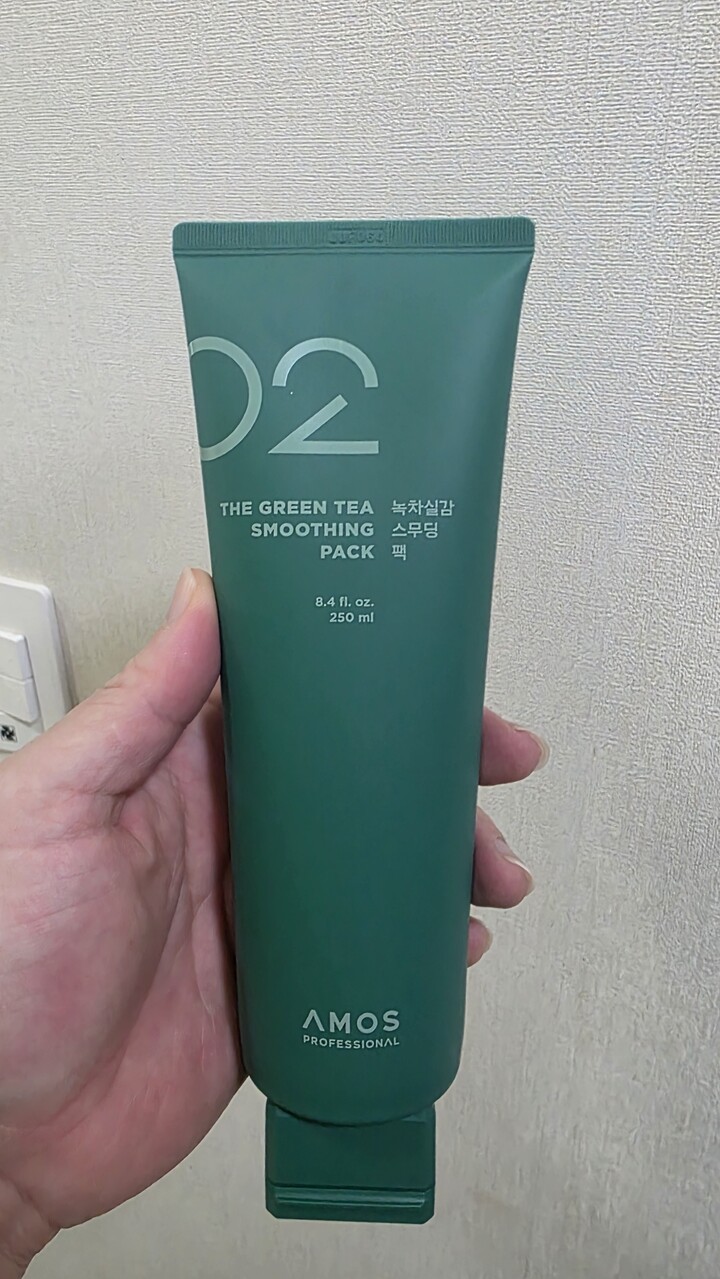 02
THE GREEN TEA 녹차실감
SMOOTHING 스무딩
PACK 팩
8.4 fl. oz.
250 ml
AMOS
PROFESSIONAL